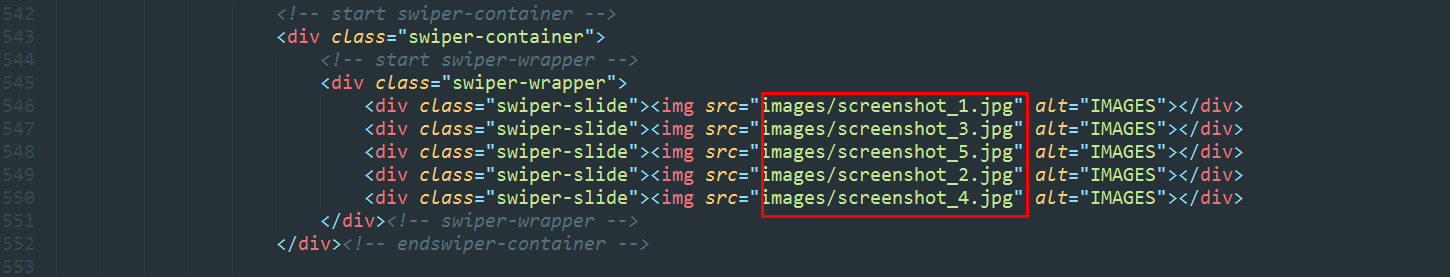 542 <!-- start swiper-container -->
543 <div class="swiper-container">
544 <!-- start swiper-wrapper -->
545 <div class="swiper-wrapper">
546 <div class="swiper-slide"><img src="images/screenshot_1.jpg" alt="IMAGES"></div>
547 <div class="swiper-slide"><img src="images/screenshot_3.jpg" alt="IMAGES"></div>
548 <div class="swiper-slide"><img src="images/screenshot_5.jpg" alt="IMAGES"></div>
549 <div class="swiper-slide"><img src="images/screenshot_2.jpg" alt="IMAGES"></div>
550 <div class="swiper-slide"><img src="images/screenshot_4.jpg" alt="IMAGES"></div>
551 </div><!-- swiper-wrapper -->
552 </div><!-- endswiper-container -->
553